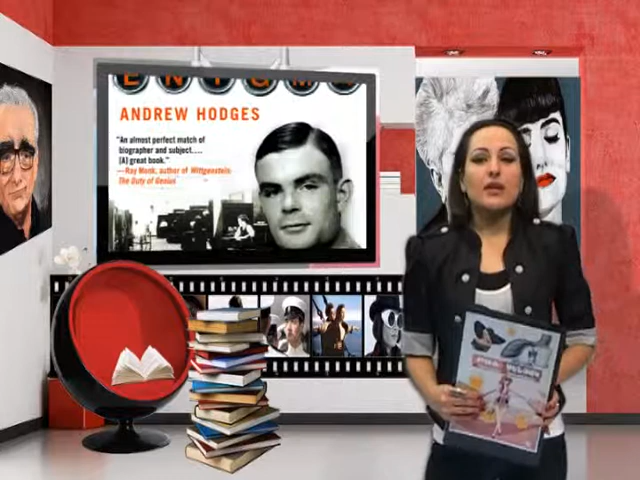 ENIGMA
ANDREW HODGES
"An almost perfect match of
biographer and subject....
[A] great book."
—Ray Monk, author of Wittgenstein:
The Duty of Genius